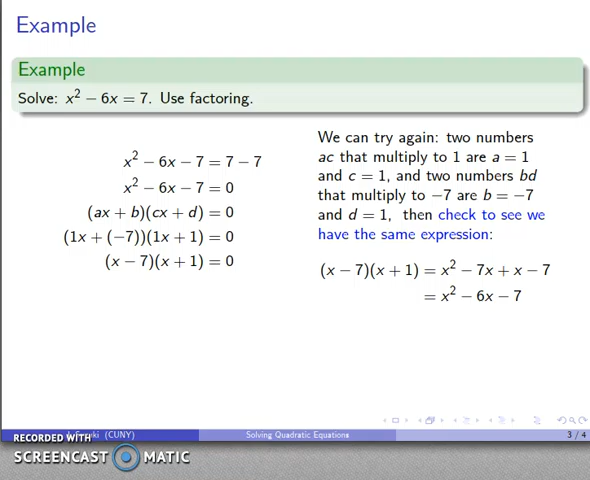 Example
Example
Solve: x² − 6x = 7. Use factoring.
x² − 6x − 7 = 7 − 7
x² − 6x − 7 = 0
(ax + b)(cx + d) = 0
(1x + (−7))(1x + 1) = 0
(x − 7)(x + 1) = 0
We can try again: two numbers
ac that multiply to 1 are a = 1
and c = 1, and two numbers bd
that multiply to −7 are b = −7
and d = 1, then check to see we
have the same expression:
(x − 7)(x + 1) = x² − 7x + x − 7
= x² − 6x − 7
(CUNY)
Solving Quadratic Equations
3 / 4
RECORDED WITH
SCREENCAST MATIC